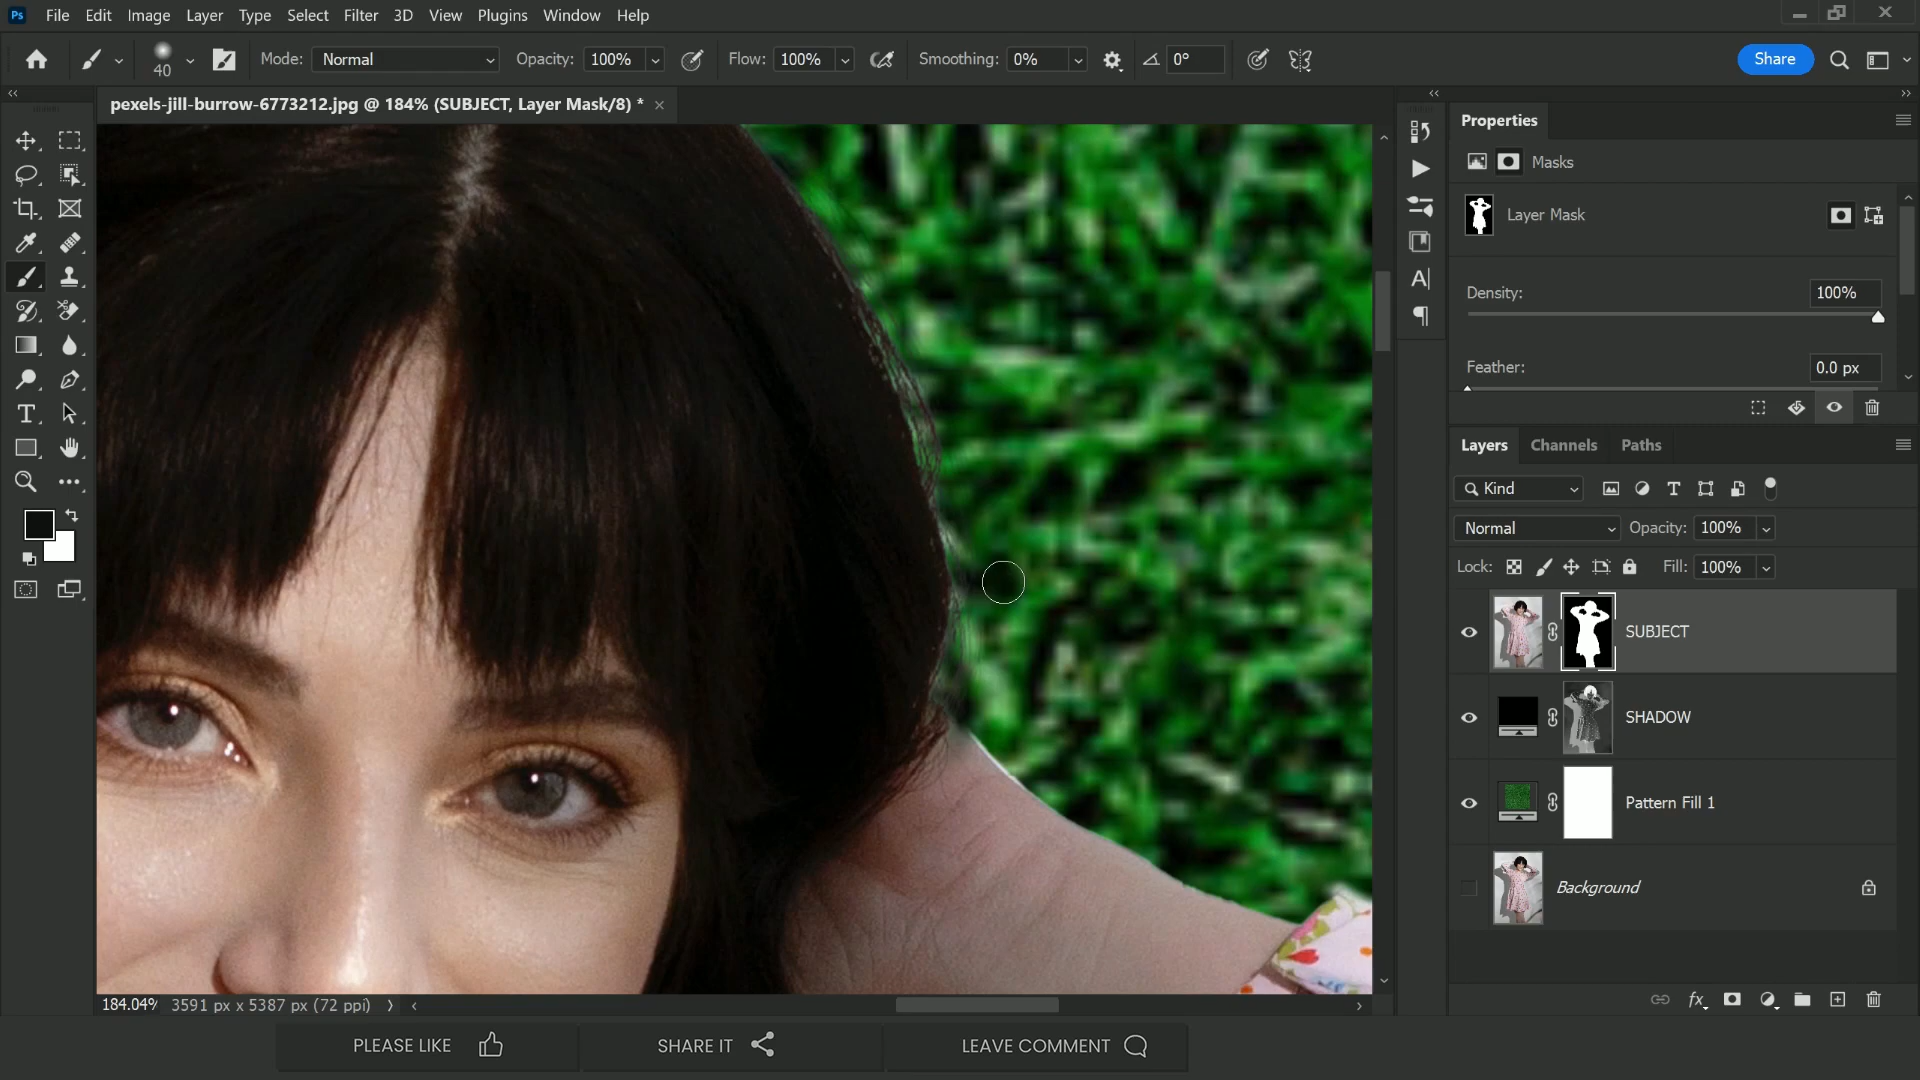 Ps File Edit Image Layer Type Select Filter 3D View Plugins Window Help
40 Mode: Normal Opacity: 100% Flow: 100% Smoothing: 0% 0° Share
pexels-jill-burrow-6773212.jpg @ 184% (SUBJECT, Layer Mask/8) *
Properties
Masks
Layer Mask
Density: 100%
Feather: 0.0 px
Layers Channels Paths
Kind
Normal Opacity: 100%
Lock: Fill: 100%
SUBJECT
SHADOW
Pattern Fill 1
Background
184.04% 3591 px x 5387 px (72 ppi)
PLEASE LIKE SHARE IT LEAVE COMMENT